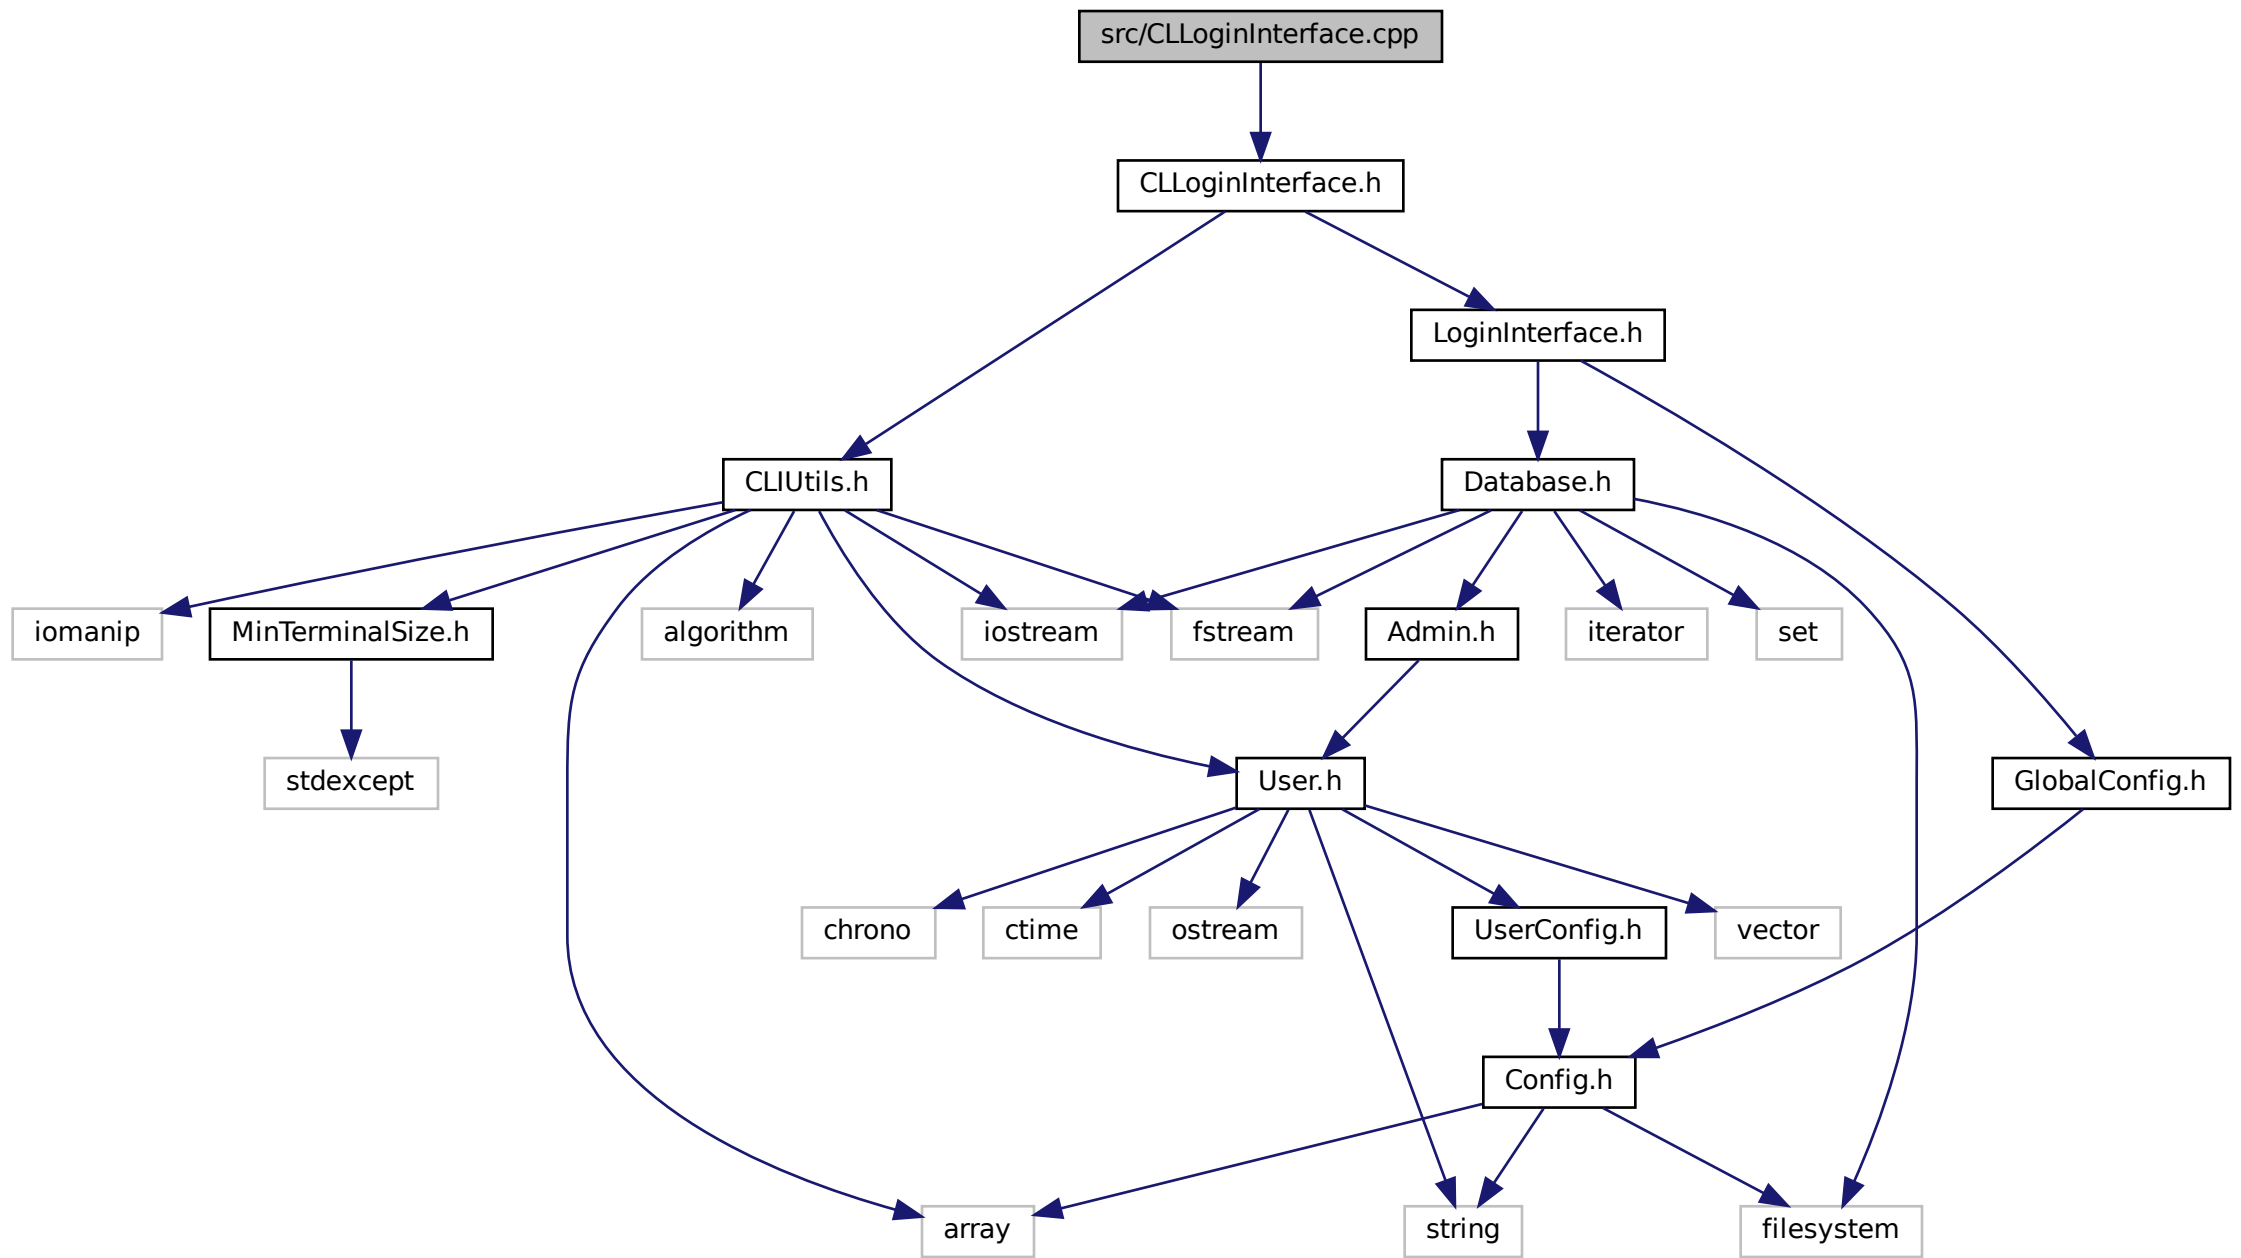 src/CLLoginInterface.cpp
CLLoginInterface.h
LoginInterface.h
CLIUtils.h
Database.h
iomanip
MinTerminalSize.h
algorithm
iostream
fstream
Admin.h
iterator
set
stdexcept
User.h
GlobalConfig.h
chrono
ctime
ostream
UserConfig.h
vector
Config.h
array
string
filesystem